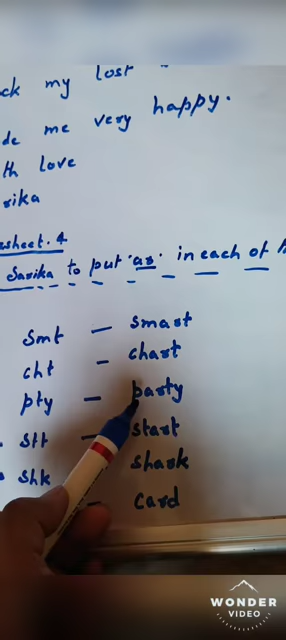 ck my lost
de me very happy.
th love
rika
sheet. 4
Sarika to put "ar" in each of
smt - smart
cht - chart
pty - party
stt - start
shk shark
- card
WONDER
VIDEO